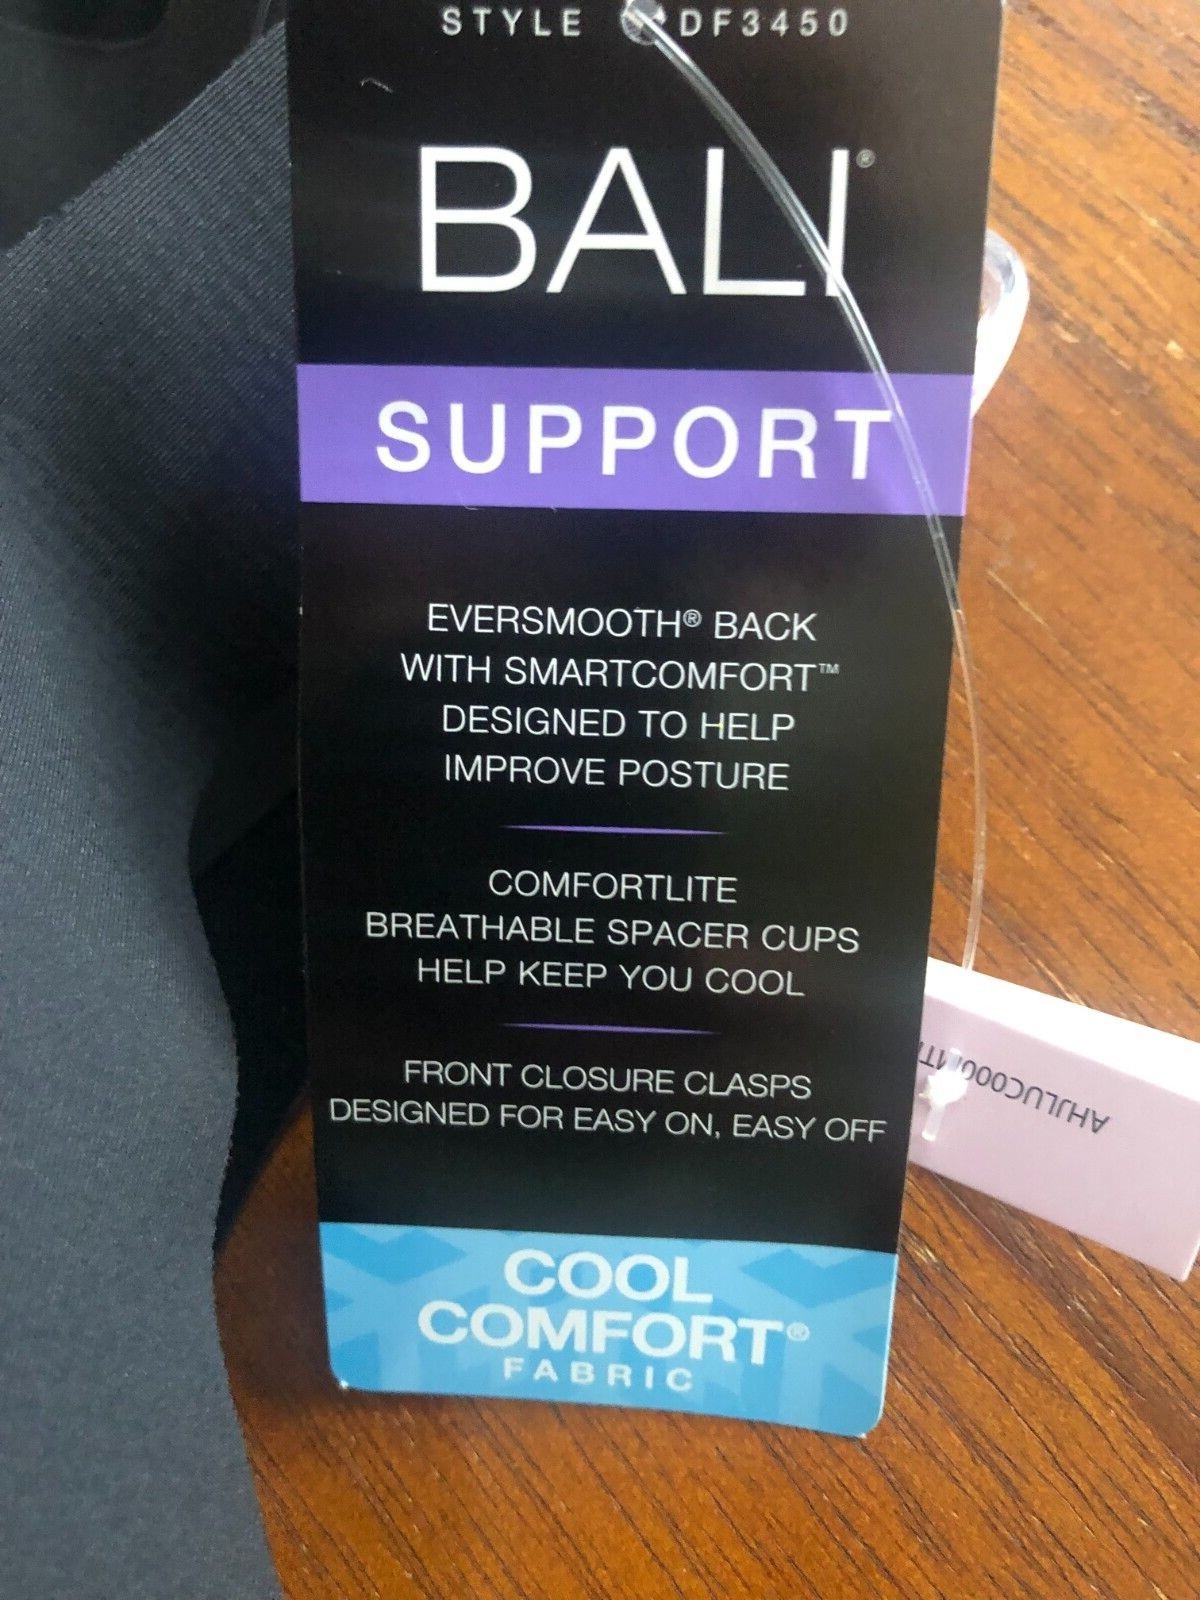 STYLE DF3450
BALI®
SUPPORT
EVERSMOOTH® BACK
WITH SMARTCOMFORT™
DESIGNED TO HELP
IMPROVE POSTURE
COMFORTLITE
BREATHABLE SPACER CUPS
HELP KEEP YOU COOL
FRONT CLOSURE CLASPS
DESIGNED FOR EASY ON, EASY OFF
COOL
COMFORT®
FABRIC